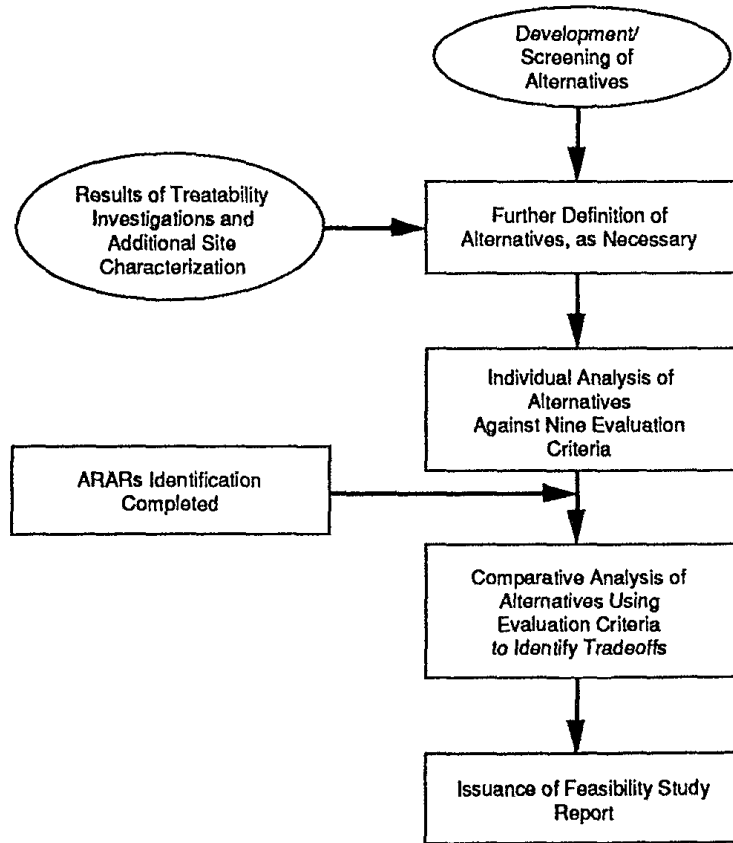 Development/
Screening of
Alternatives
Results of Treatability
Investigations and
Additional Site
Characterization
Further Definition of
Alternatives, as Necessary
Individual Analysis of
Alternatives
Against Nine Evaluation
Criteria
ARARs Identification
Completed
Comparative Analysis of
Alternatives Using
Evaluation Criteria
to Identify Tradeoffs
Issuance of Feasibility Study
Report